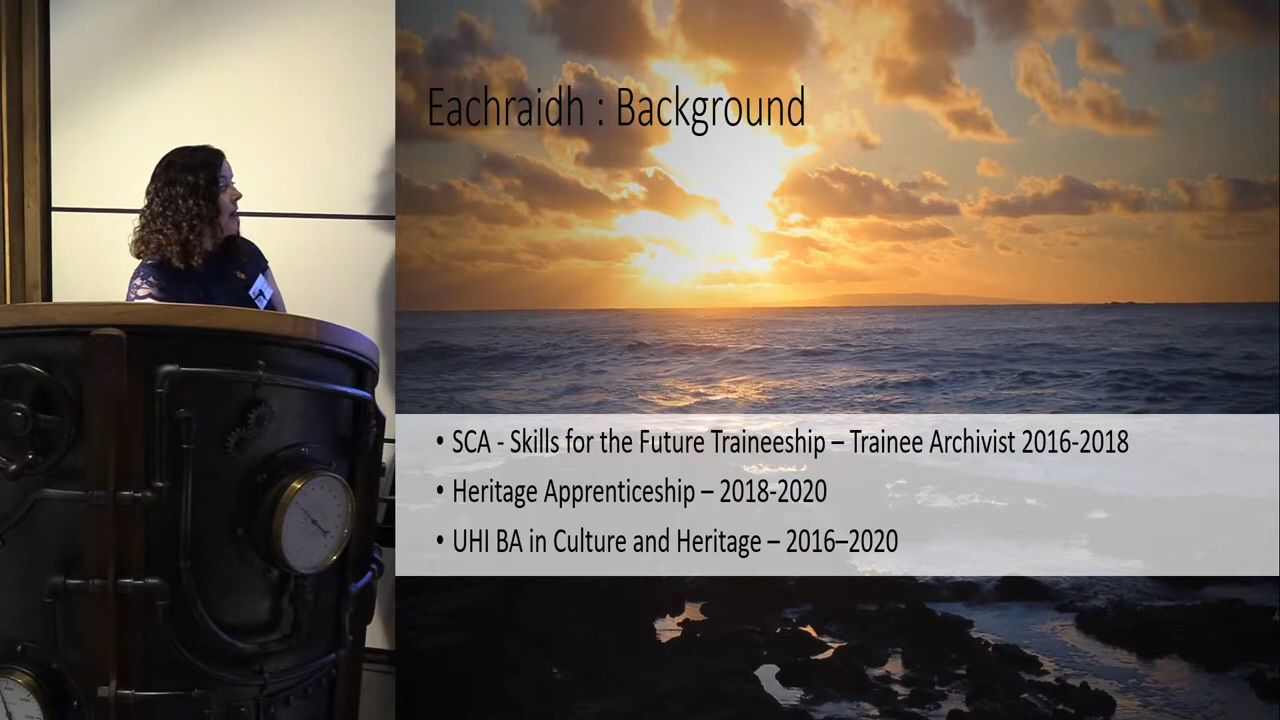 Eachraidh : Background
• SCA - Skills for the Future Traineeship – Trainee Archivist 2016-2018
• Heritage Apprenticeship – 2018-2020
• UHI BA in Culture and Heritage – 2016–2020